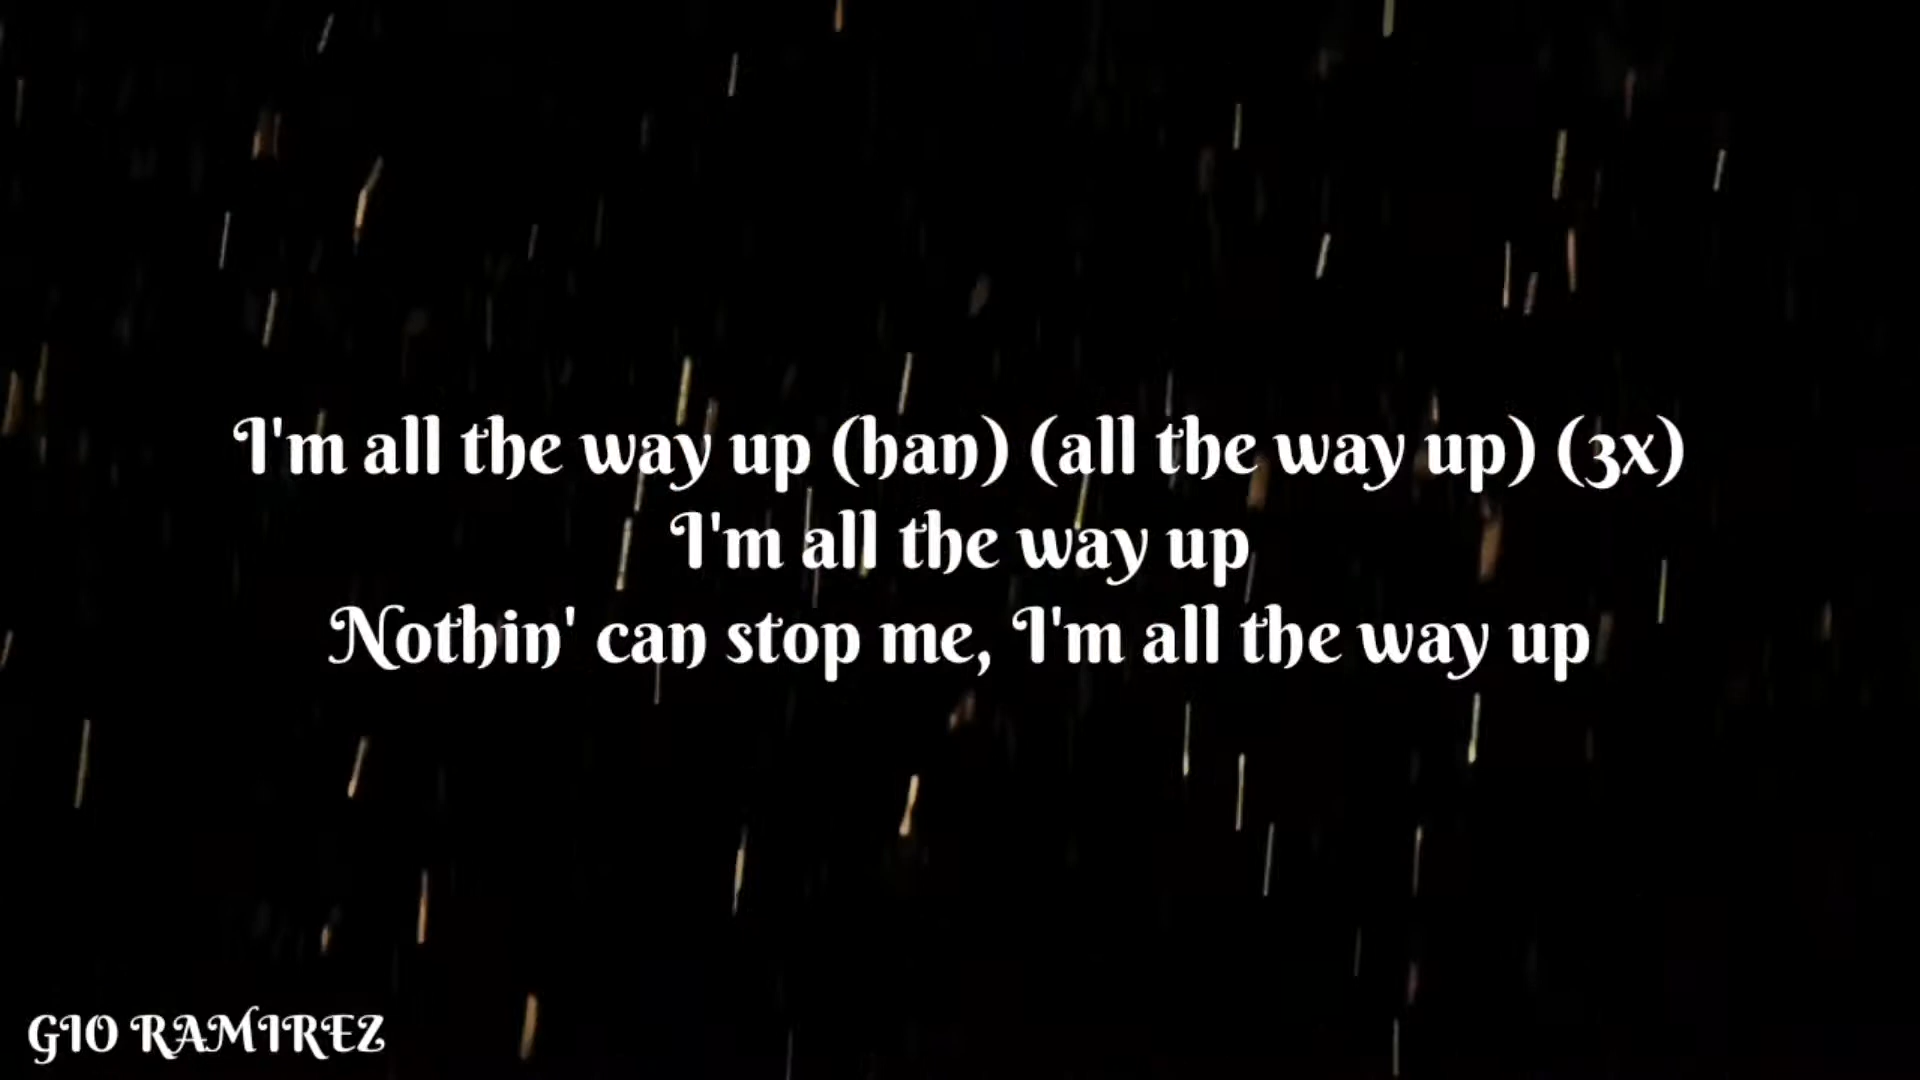 I'm all the way up (han) (all the way up) (3x)
I'm all the way up
Nothin' can stop me, I'm all the way up
GIO RAMIREZ